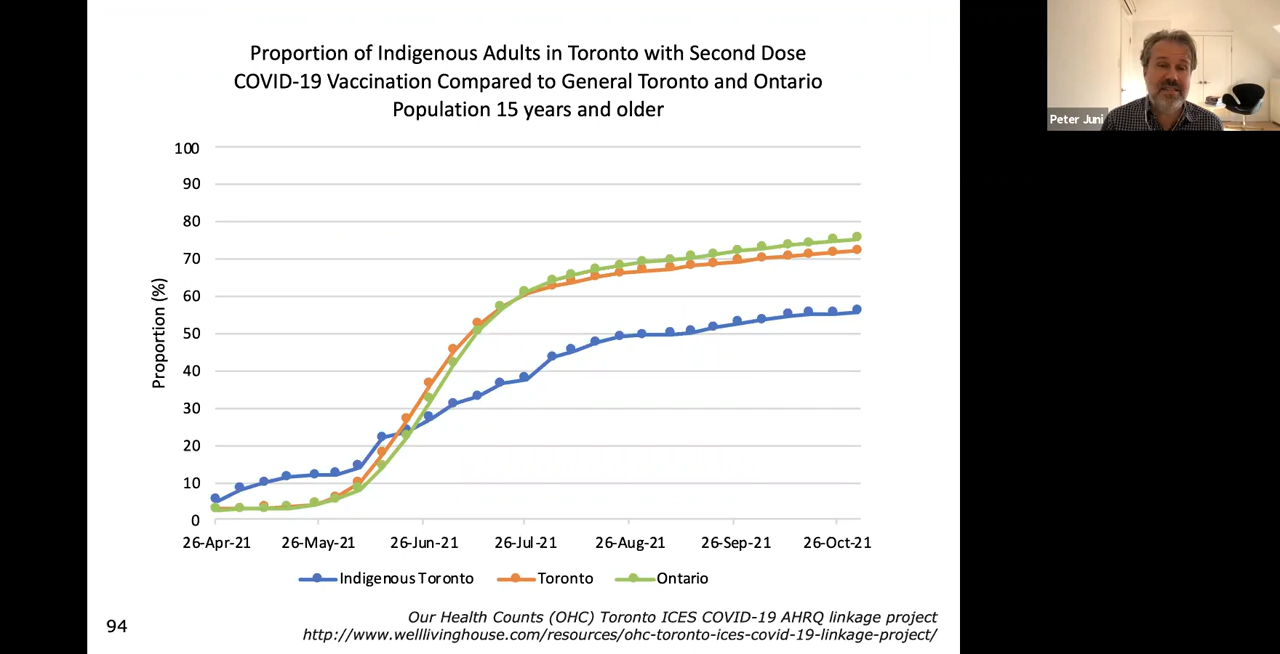 Proportion of Indigenous Adults in Toronto with Second Dose
COVID-19 Vaccination Compared to General Toronto and Ontario
Population 15 years and older
Peter Juni
100
90
80
70
60
50
40
30
20
10
0
Proportion (%)
26-Apr-21 26-May-21 26-Jun-21 26-Jul-21 26-Aug-21 26-Sep-21 26-Oct-21
Indigenous Toronto Toronto Ontario
Our Health Counts (OHC) Toronto ICES COVID-19 AHRQ linkage project
http://www.welllivinghouse.com/resources/ohc-toronto-ices-covid-19-linkage-project/
94